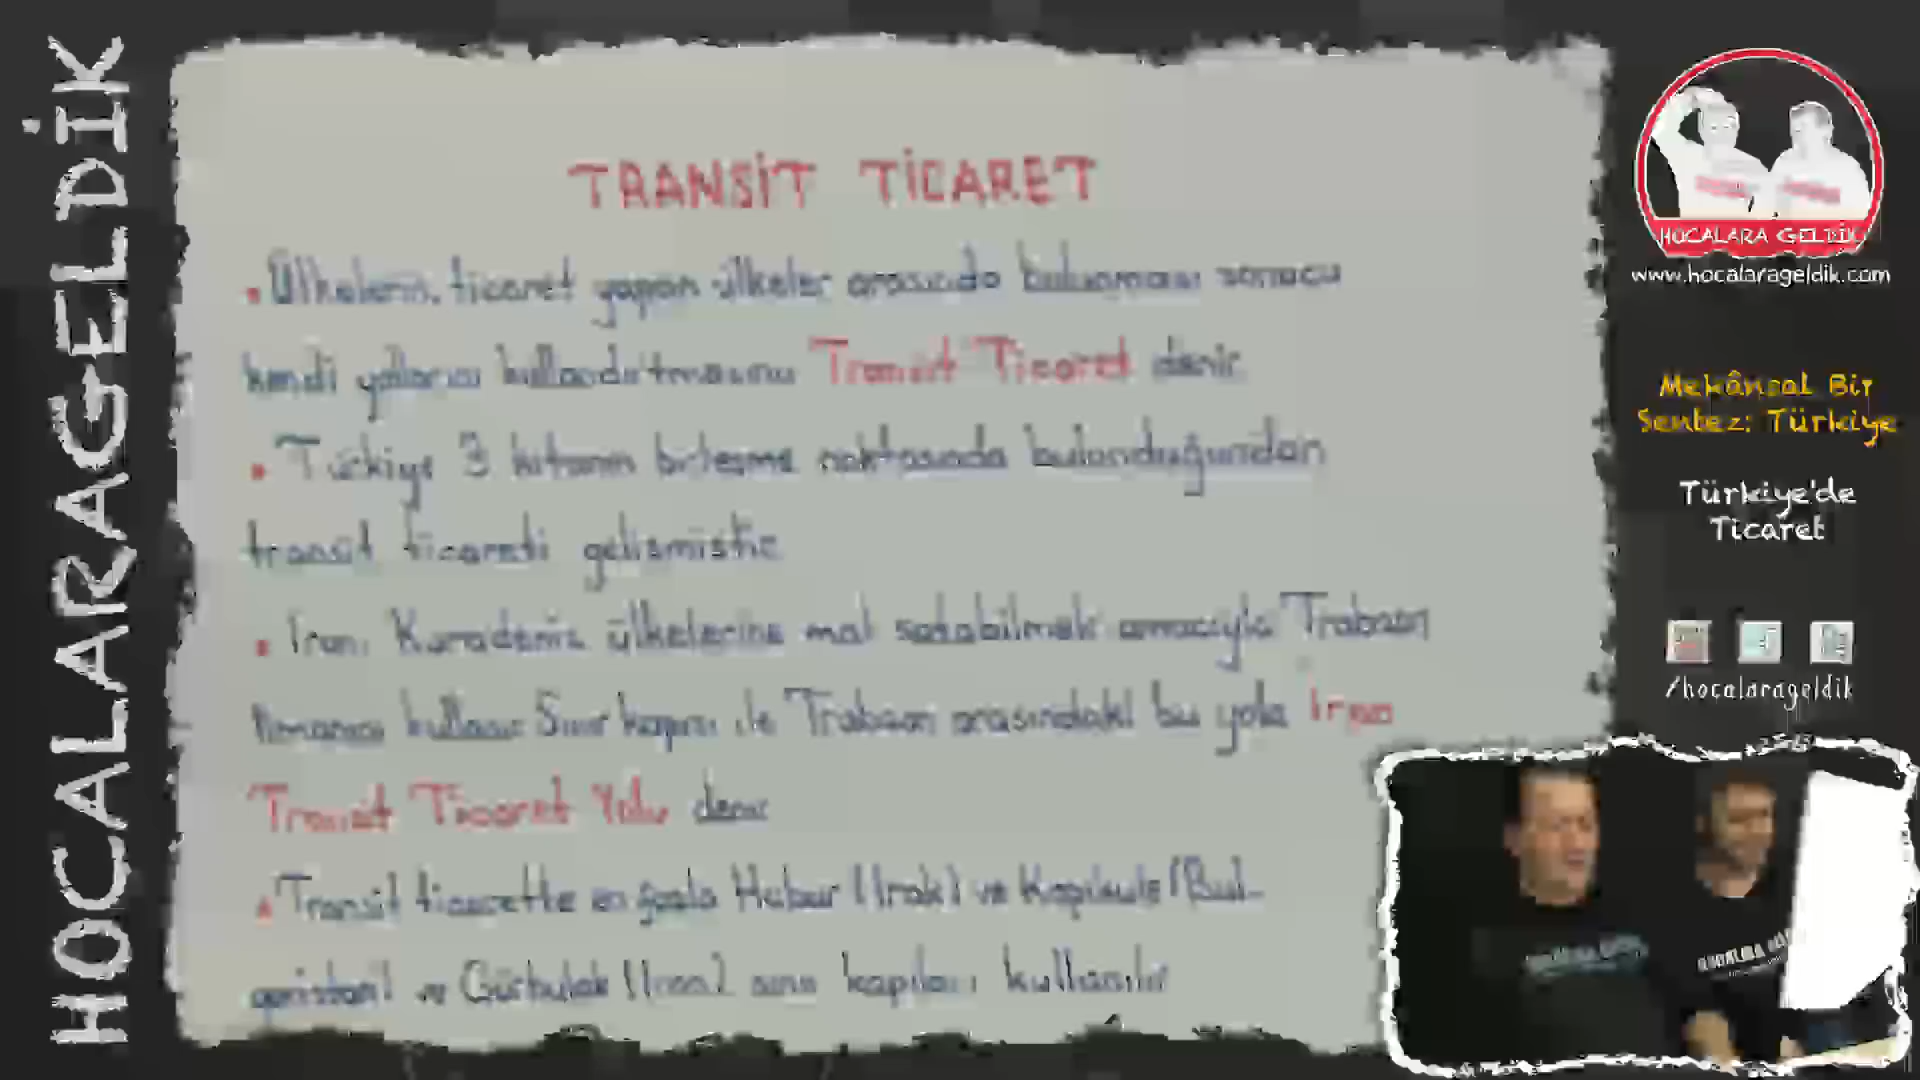 HOCALARAGELDİK
TRANSİT TİCARET
• Ülkelerin, ticaret yapan ülkeler arasında bulunması sonucu
kendi yollarını kullandırtmasına Transit Ticaret denir.
• Türkiye 3 kıtanın birleşme noktasında bulunduğundan
transit ticareti gelişmiştir.
• İran, Karadeniz ülkelerine mal satabilmek amacıyla Trabzon
limanını kullanır. Sınır kapısı ile Trabzon arasındaki bu yola İran
Transit Ticaret Yolu denir
• Transit ticarette en fazla Habur (Irak) ve Kapıkule (Bul-
garistan) ve Gürbulak (İran) sınır kapıları kullanılır
HOCALARA GELDİK
www.hocalarageldik.com
Mekânsal Bir
Sentez: Türkiye
Türkiye'de
Ticaret
/hocalarageldik